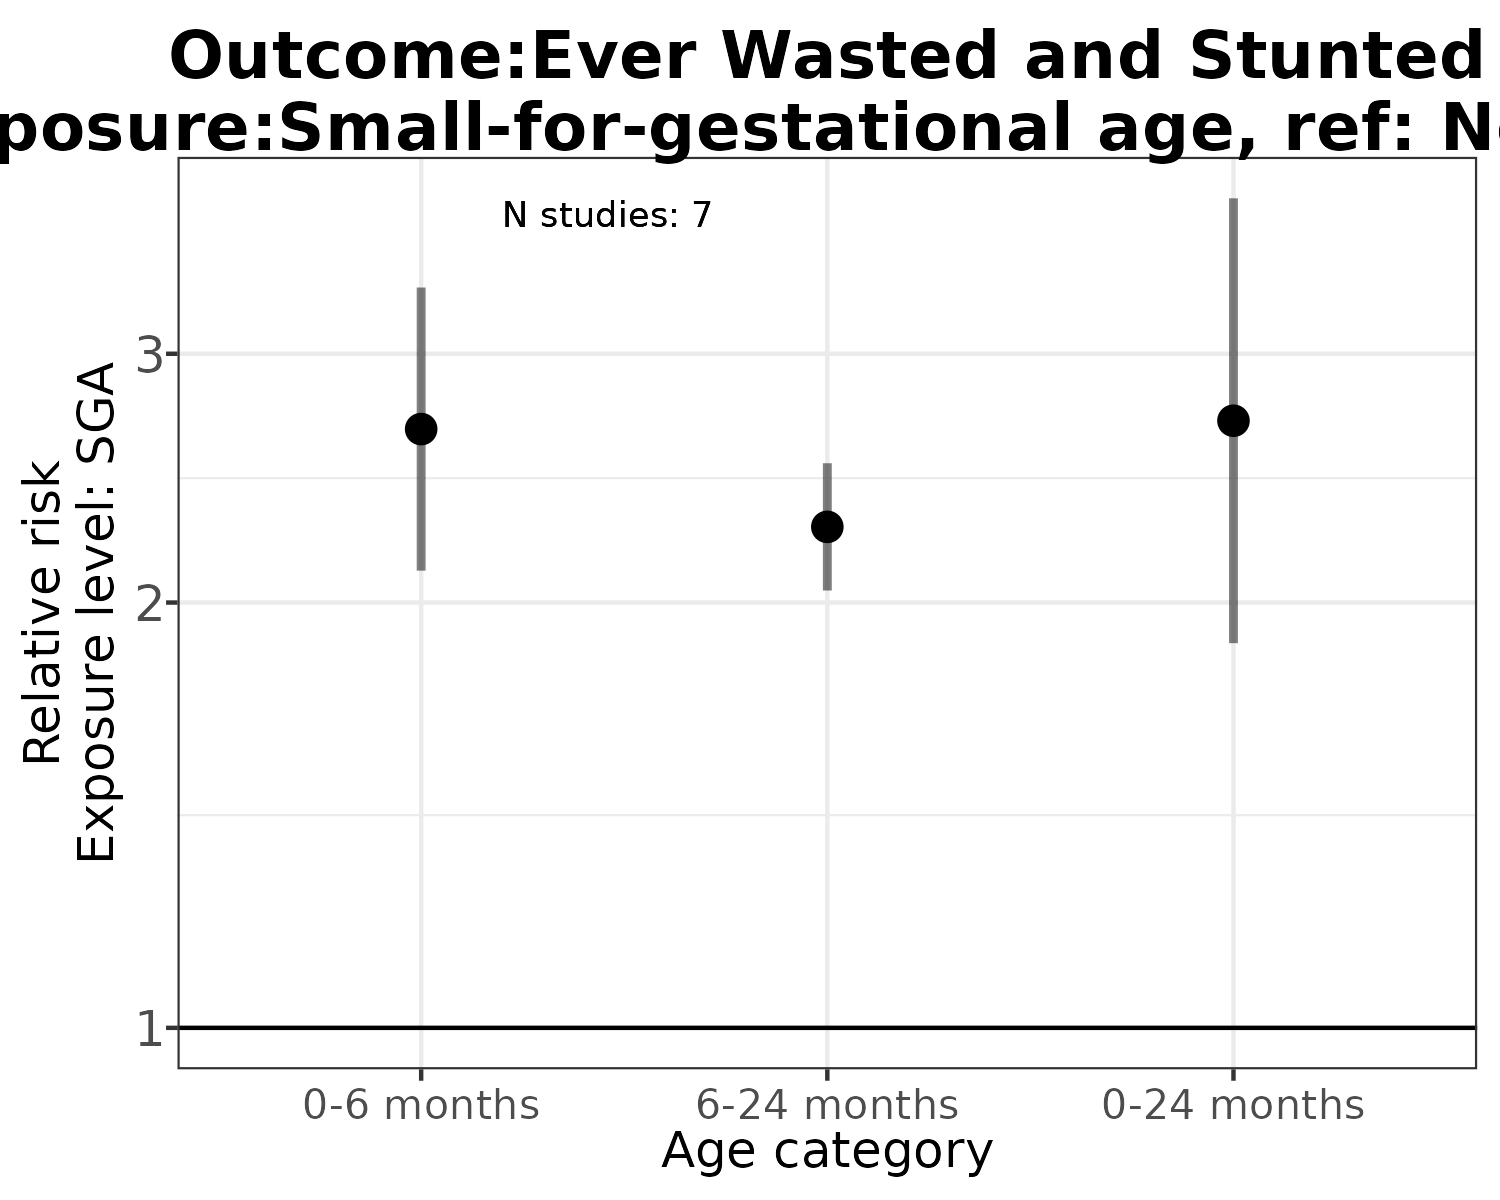 Outcome:Ever Wasted and Stunted
posure:Small-for-gestational age, ref: N
N studies: 7
3
2
1
Relative risk
Exposure level: SGA
0-6 months
6-24 months
0-24 months
Age category